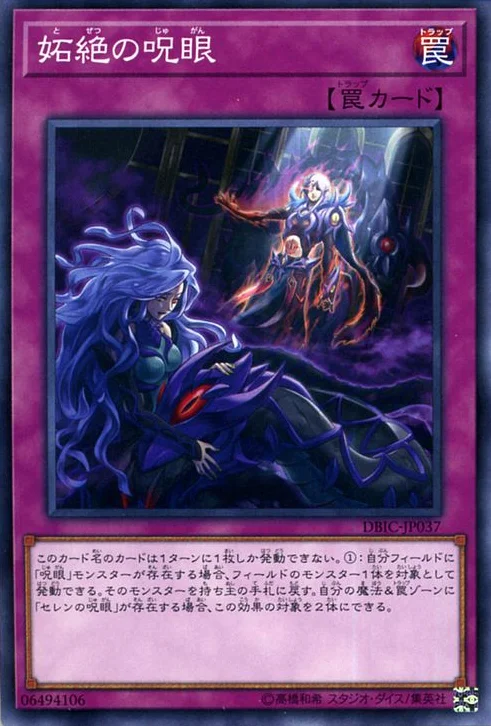 妬絶の呪眼
罠
【罠カード】
DBIC-JP037
このカード名のカードは1ターンに1枚しか発動できない。①:自分フィールドに
「呪眼」モンスターが存在する場合、フィールドのモンスター1体を対象として
発動できる。そのモンスターを持ち主の手札に戻す。自分の魔法&罠ゾーンに
「セレンの呪眼」が存在する場合、この効果の対象を2体にできる。
06494106
©高橋和希 スタジオ・ダイス/集英社